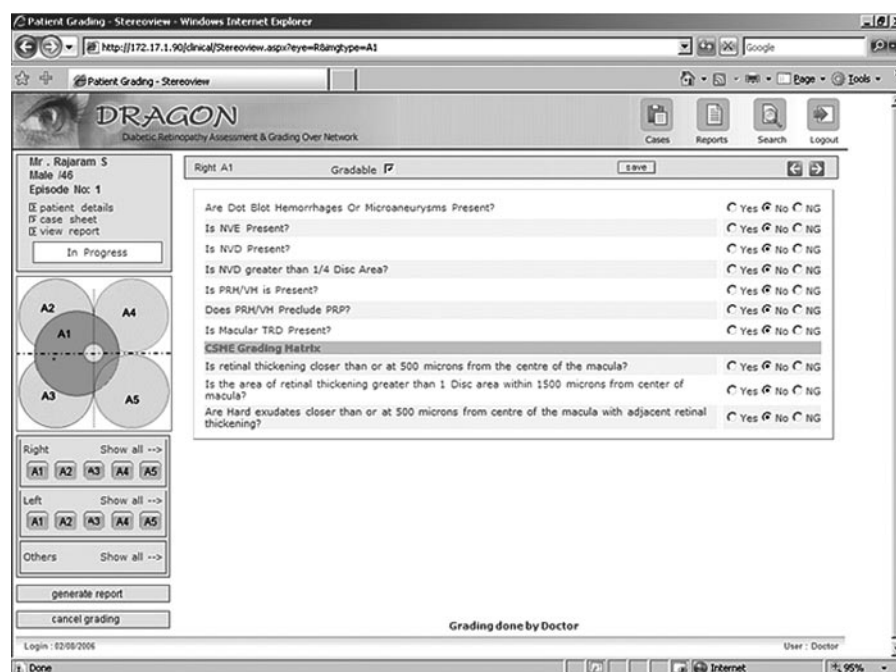 Patient Grading - Stereoview - Windows Internet Explorer
http://172.17.1.90/clinical/Stereoview.aspx?eye=R&imgtype=A1
Google
Patient Grading - Stereoview
Page
Tools
DRAGON
Diabetic Retinopathy Assessment & Grading Over Network
Cases
Reports
Search
Logout
Mr . Rajaram S
Male /46
Episode No: 1
patient details
case sheet
view report
In Progress
Right A1
Gradable
save
Are Dot Blot Hemorrhages Or Microaneurysms Present? Yes No NG
Is NVE Present? Yes No NG
Is NVD Present? Yes No NG
Is NVD greater than 1/4 Disc Area? Yes No NG
Is PRH/VH is Present? Yes No NG
Does PRH/VH Preclude PRP? Yes No NG
Is Macular TRD Present? Yes No NG
CSME Grading Matrix
Is retinal thickening closer than or at 500 microns from the centre of the macula? Yes No NG
Is the area of retinal thickening greater than 1 Disc area within 1500 microns from center of
macula? Yes No NG
Are Hard exudates closer than or at 500 microns from centre of the macula with adjacent retinal
thickening? Yes No NG
A2
A4
A1
A3
A5
Right Show all -->
A1 A2 A3 A4 A5
Left Show all -->
A1 A2 A3 A4 A5
Others Show all -->
generate report
cancel grading
Grading done by Doctor
Login : 02/08/2006
User : Doctor
Done
Internet
95%